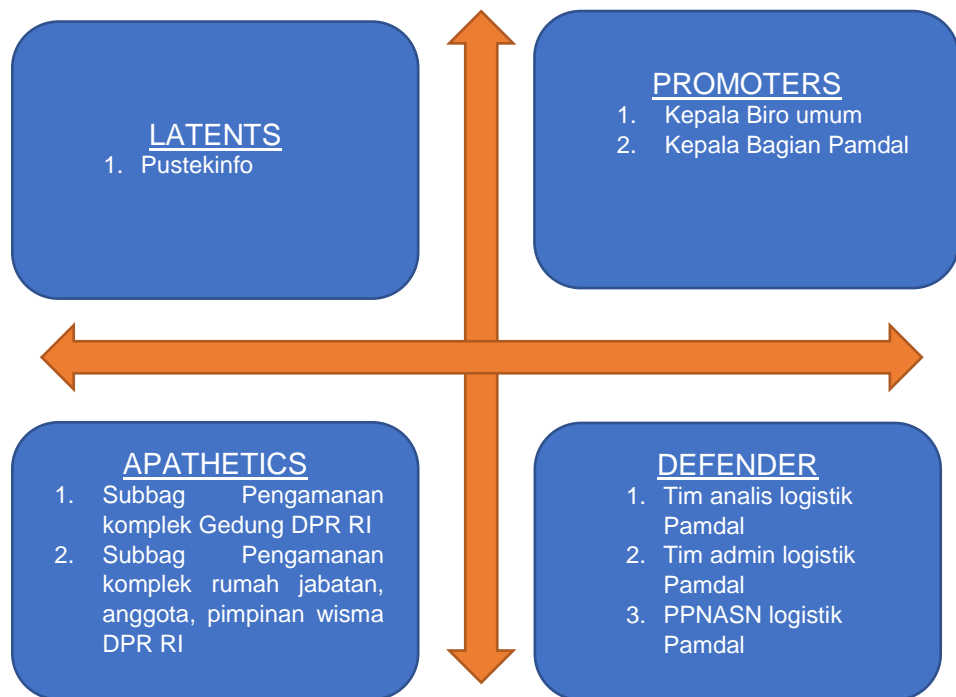 LATENTS
1. Pustekinfo
PROMOTERS
1. Kepala Biro umum
2. Kepala Bagian Pamdal
APATHETICS
1. Subbag Pengamanan
komplek Gedung DPR RI
2. Subbag Pengamanan
komplek rumah jabatan,
anggota, pimpinan wisma
DPR RI
DEFENDER
1. Tim analis logistik
Pamdal
2. Tim admin logistik
Pamdal
3. PPNASN logistik
Pamdal